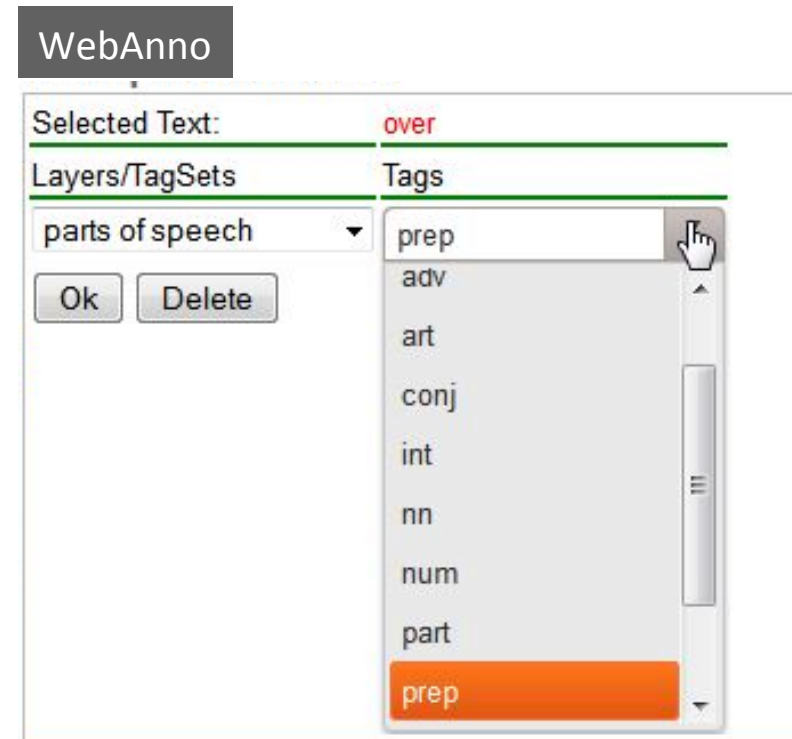 WebAnno
Selected Text: over
Layers/TagSets Tags
parts of speech prep
Ok Delete
adv
art
conj
int
nn
num
part
prep